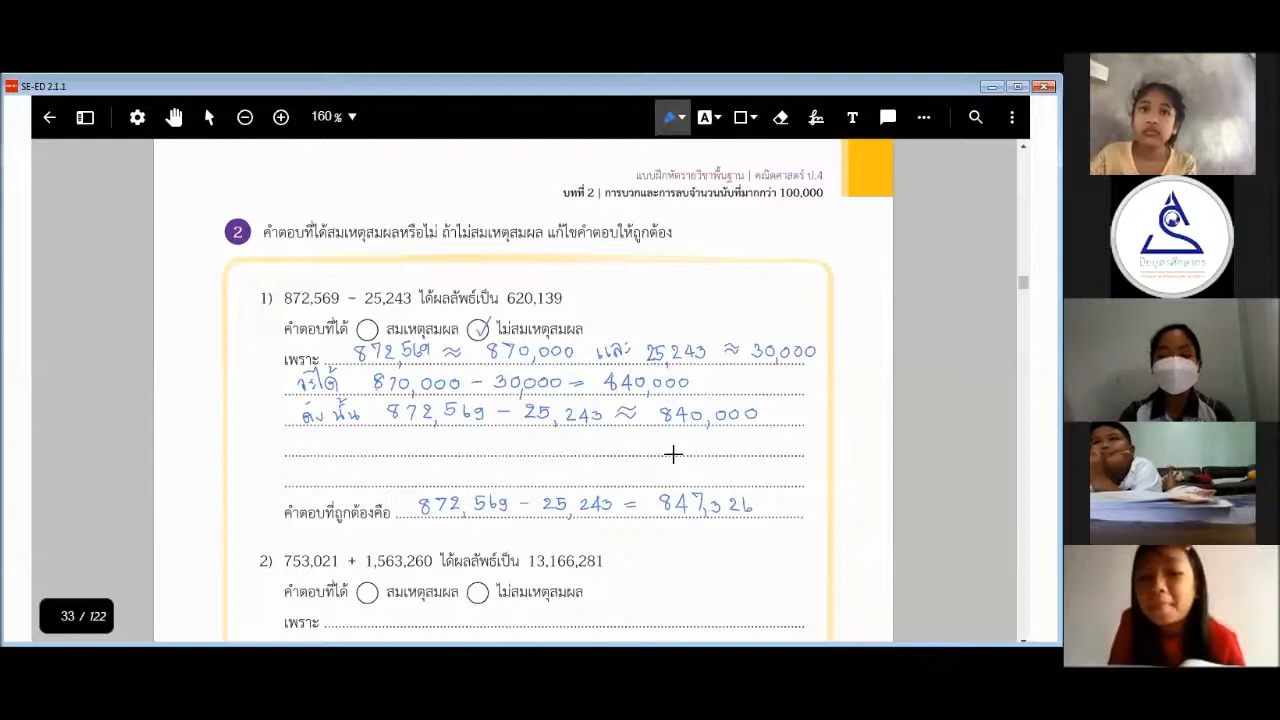 SE-ED 2.1.1
160 %
A
T
แบบฝึกหัดรายวิชาพื้นฐาน | คณิตศาสตร์ ป.4
บทที่ 2 | การบวกและการลบจำนวนนับที่มากกว่า 100,000
2 คำตอบที่ได้สมเหตุสมผลหรือไม่ ถ้าไม่สมเหตุสมผล แก้ไขคำตอบให้ถูกต้อง
1) 872,569 - 25,243 ได้ผลลัพธ์เป็น 620,139
คำตอบที่ได้ สมเหตุสมผล ไม่สมเหตุสมผล
เพราะ 872,569 ≈ 870,000 และ 25,243 ≈ 30,000
จะได้ 870,000 - 30,000 = 840,000
ดังนั้น 872,569 - 25,243 ≈ 840,000
คำตอบที่ถูกต้องคือ 872,569 - 25,243 = 847,326
2) 753,021 + 1,563,260 ได้ผลลัพธ์เป็น 13,166,281
คำตอบที่ได้ สมเหตุสมผล ไม่สมเหตุสมผล
เพราะ
33 / 122